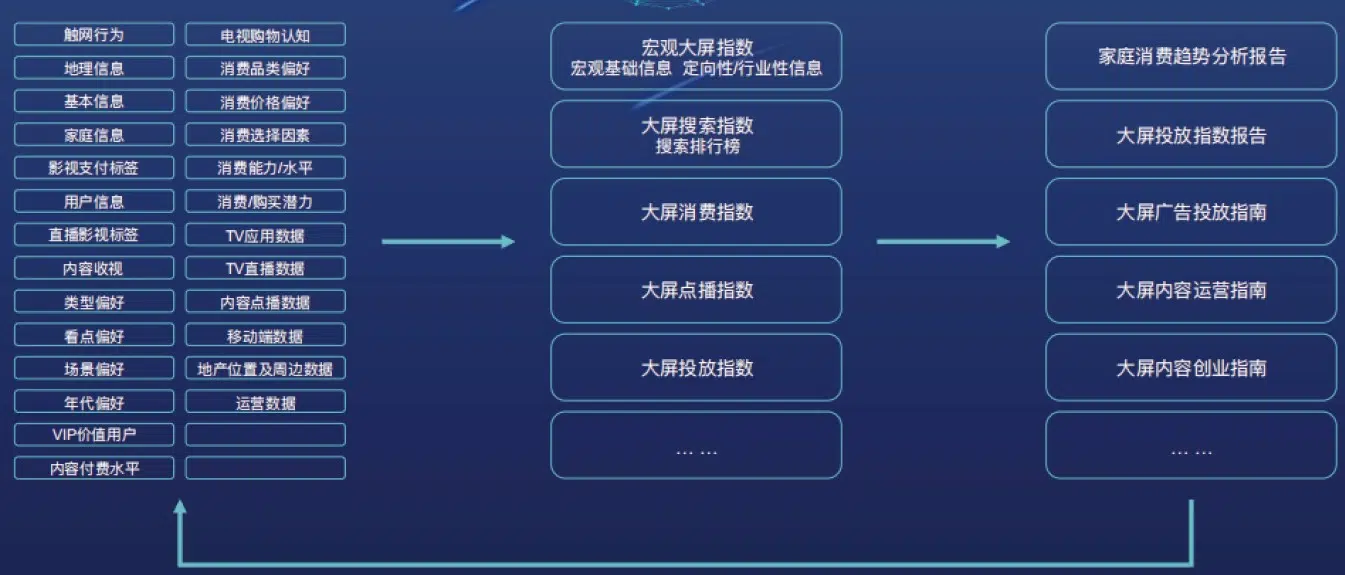 触网行为
电视购物认知
地理信息
消费品类偏好
基本信息
消费价格偏好
家庭信息
消费选择因素
影视支付标签
消费能力/水平
用户信息
消费/购买潜力
直播影视标签
TV应用数据
内容收视
TV直播数据
类型偏好
内容点播数据
看点偏好
移动端数据
场景偏好
地产位置及周边数据
年代偏好
运营数据
VIP价值用户
内容付费水平
宏观大屏指数
宏观基础信息 定向性/行业性信息
大屏搜索指数
搜索排行榜
大屏消费指数
大屏点播指数
大屏投放指数
... ...
家庭消费趋势分析报告
大屏投放指数报告
大屏广告投放指南
大屏内容运营指南
大屏内容创业指南
... ...